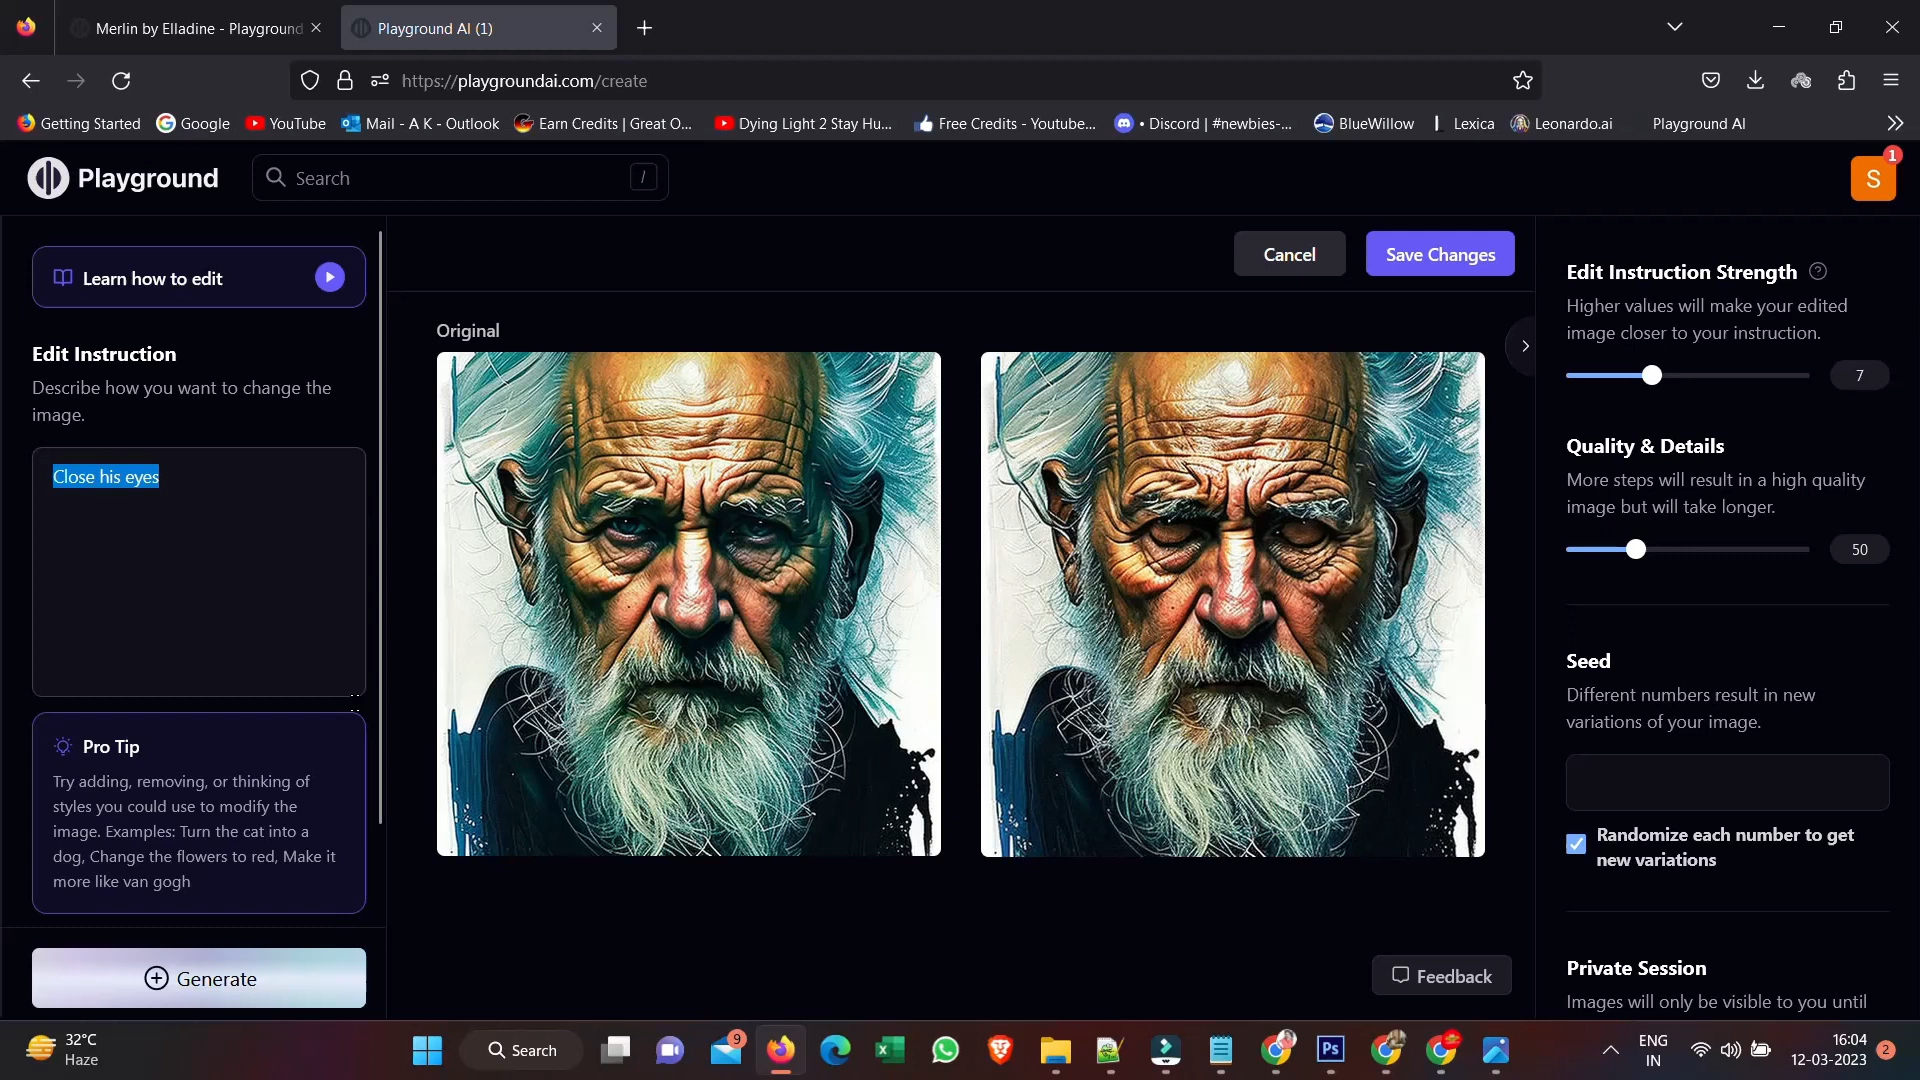 Merlin by Elladine - Playground
Playground AI (1)
https://playgroundai.com/create
Getting Started
Google
YouTube
Mail - A K - Outlook
Earn Credits | Great O...
Dying Light 2 Stay Hu...
Free Credits - Youtube...
• Discord | #newbies-...
BlueWillow
Lexica
Leonardo.ai
Playground AI
Playground
Search
/
S
1
Learn how to edit
Cancel
Save Changes
Edit Instruction
Describe how you want to change the
image.
Close his eyes
Pro Tip
Try adding, removing, or thinking of
styles you could use to modify the
image. Examples: Turn the cat into a
dog, Change the flowers to red, Make it
more like van gogh
Generate
Original
Feedback
Edit Instruction Strength
Higher values will make your edited
image closer to your instruction.
7
Quality & Details
More steps will result in a high quality
image but will take longer.
50
Seed
Different numbers result in new
variations of your image.
Randomize each number to get
new variations
Private Session
Images will only be visible to you until
32°C
Haze
Search
9
Ps
ENG
IN
16:04
12-03-2023
2